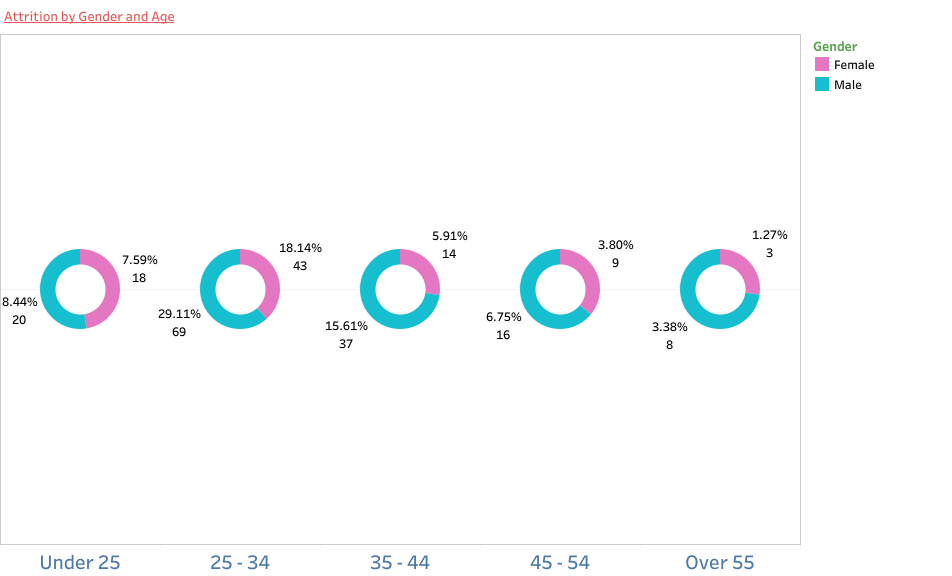 Attrition by Gender and Age
Gender
Female
Male
7.59%
18
8.44%
20
18.14%
43
29.11%
69
5.91%
14
15.61%
37
3.80%
9
6.75%
16
1.27%
3
3.38%
8
Under 25
25 - 34
35 - 44
45 - 54
Over 55